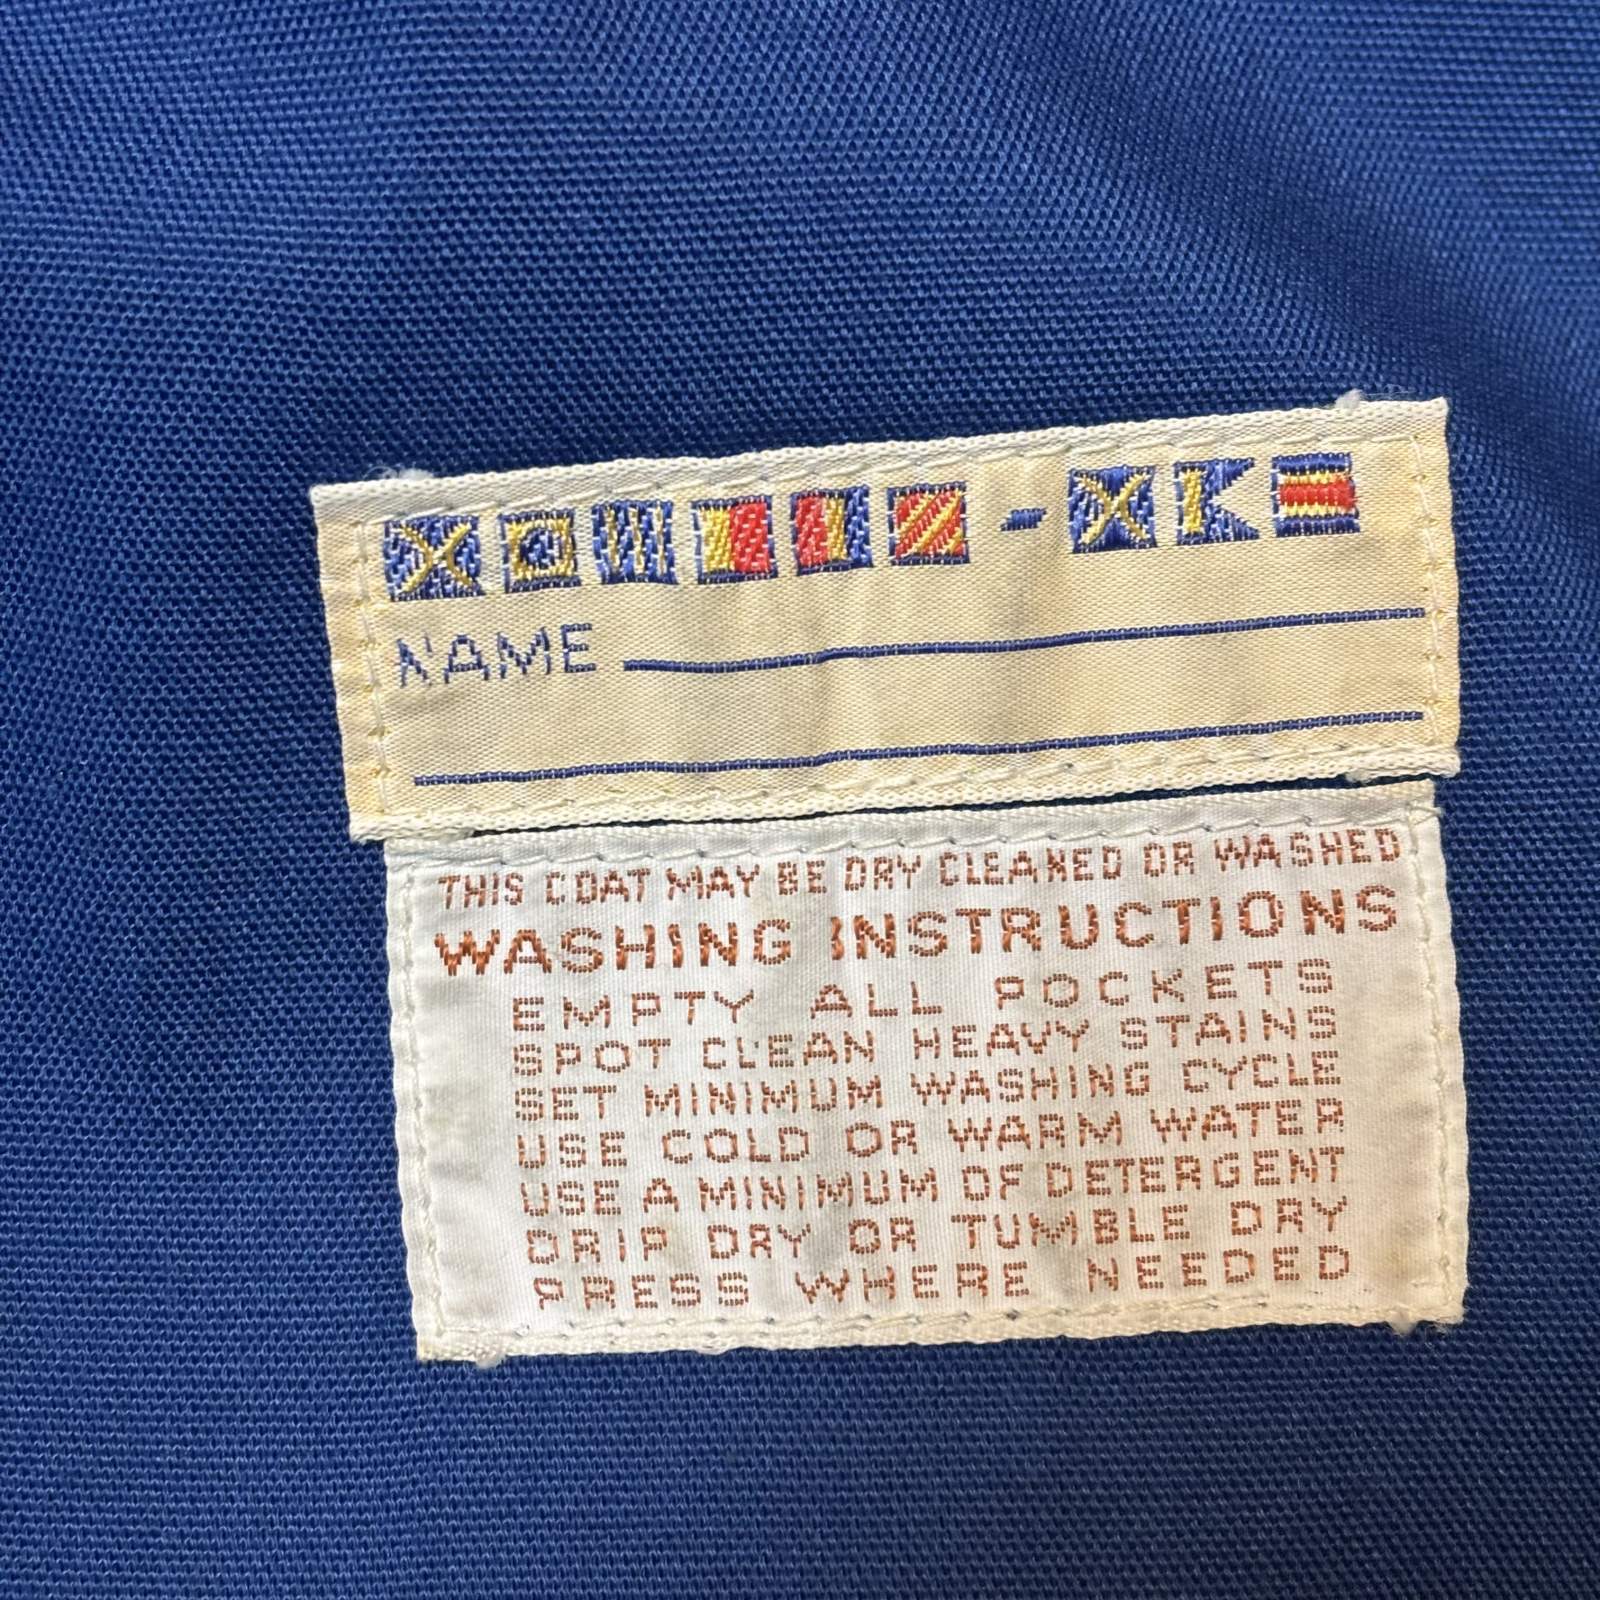 NAME
THIS COAT MAY BE DRY CLEANED OR WASHED
WASHING INSTRUCTIONS
EMPTY ALL POCKETS
SPOT CLEAN HEAVY STAINS
SET MINIMUM WASHING CYCLE
USE COLD OR WARM WATER
USE A MINIMUM OF DETERGENT
DRIP DRY OR TUMBLE DRY
PRESS WHERE NEEDED